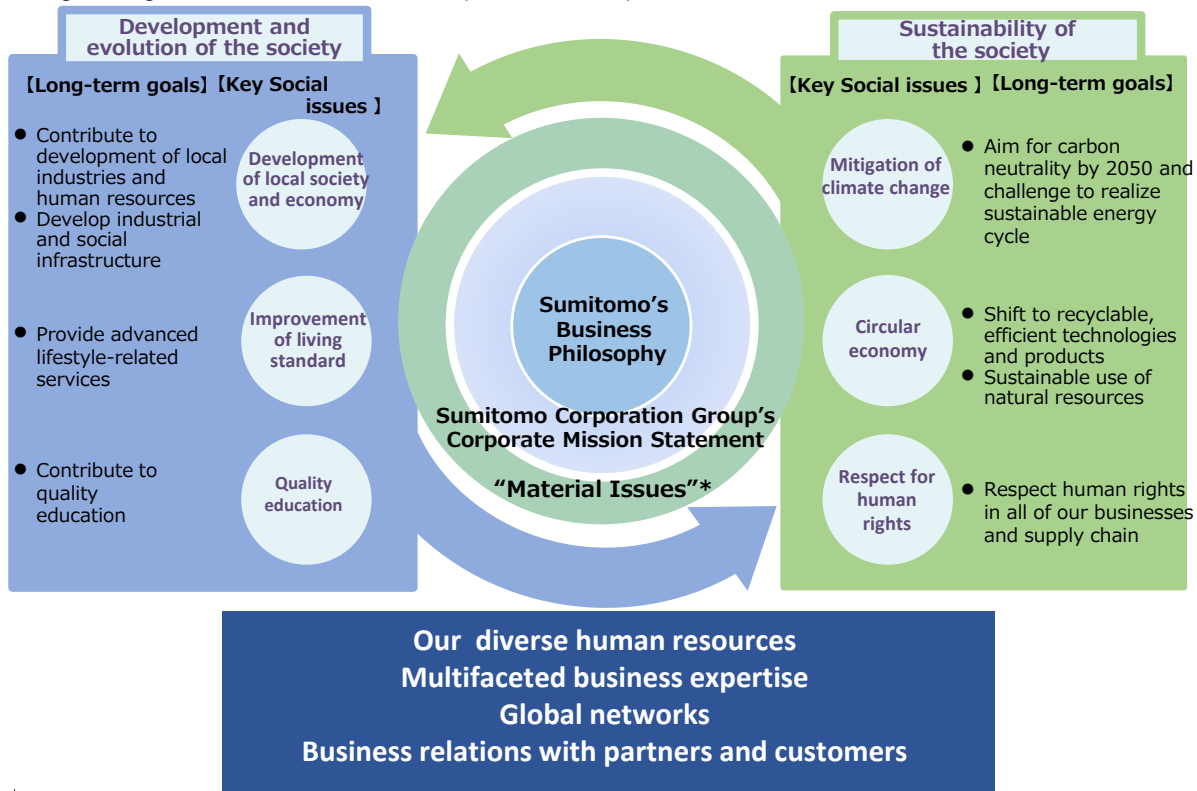 Development and
evolution of the society
【Long-term goals】【Key Social
issues 】
● Contribute to
development of local
industries and
human resources
● Develop industrial
and social
infrastructure
Development
of local society
and economy
● Provide advanced
lifestyle-related
services
Improvement
of living
standard
● Contribute to
quality
education
Quality
education
Sumitomo’s
Business
Philosophy
Sumitomo Corporation Group’s
Corporate Mission Statement
“Material Issues”*
Sustainability of
the society
【Key Social issues 】【Long-term goals】
Mitigation of
climate change
● Aim for carbon
neutrality by 2050 and
challenge to realize
sustainable energy
cycle
Circular
economy
● Shift to recyclable,
efficient technologies
and products
● Sustainable use of
natural resources
Respect for
human
rights
● Respect human rights
in all of our businesses
and supply chain
Our diverse human resources
Multifaceted business expertise
Global networks
Business relations with partners and customers